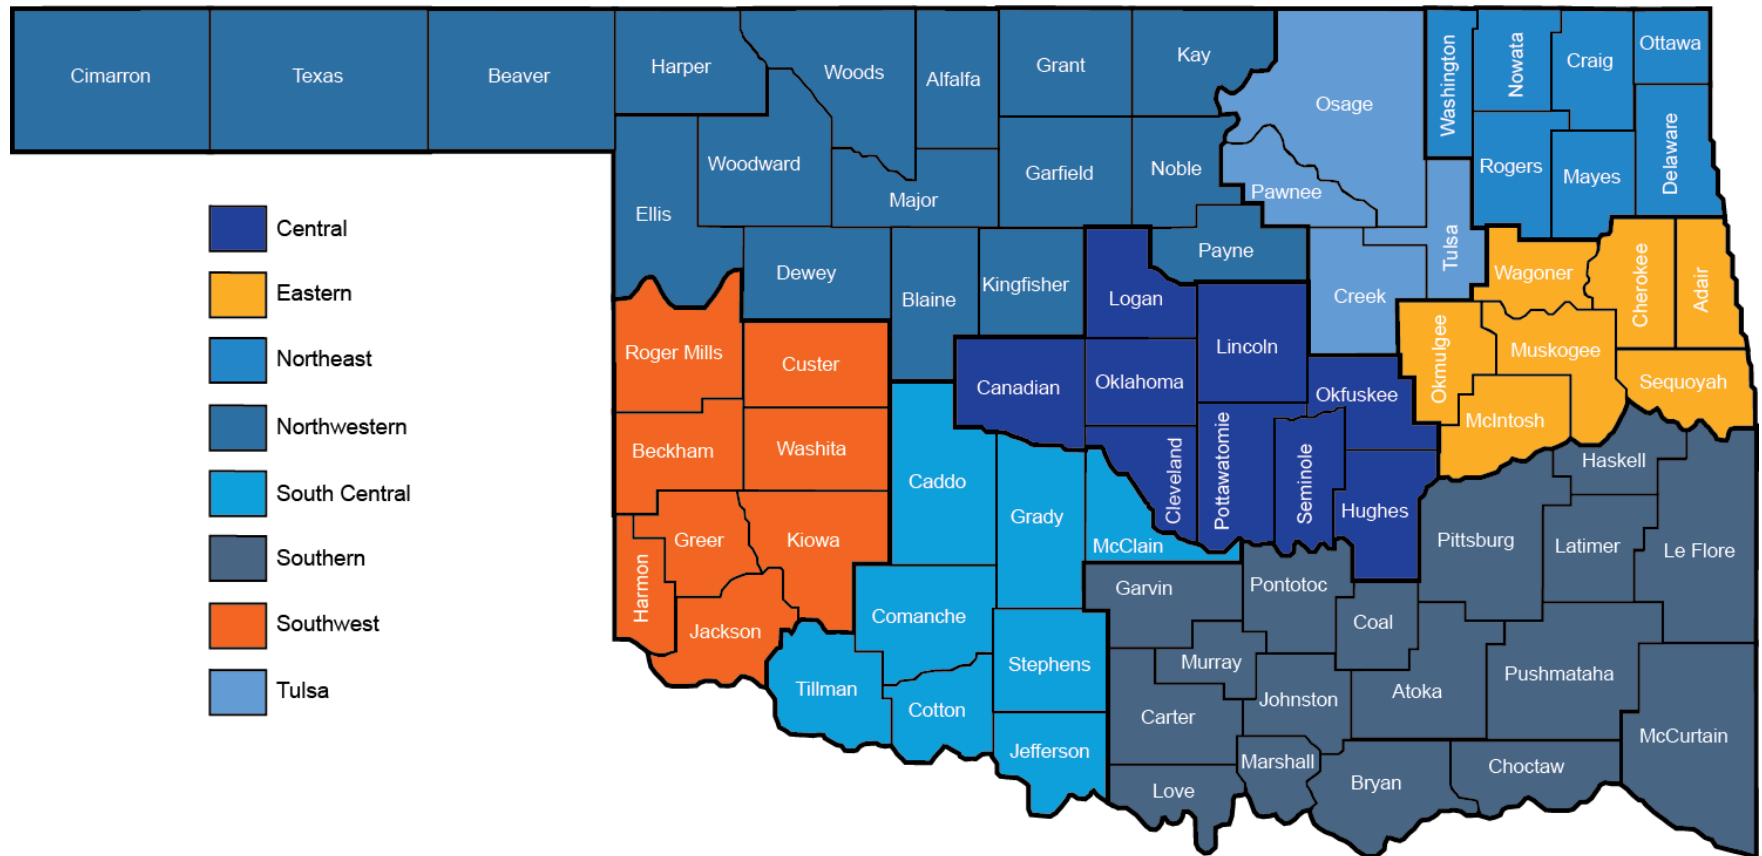 Cimarron
Texas
Beaver
Harper
Woods
Alfalfa
Grant
Kay
Osage
Washington
Nowata
Craig
Ottawa
Ellis
Woodward
Major
Garfield
Noble
Pawnee
Rogers
Mayes
Delaware
Dewey
Blaine
Kingfisher
Logan
Payne
Creek
Tulsa
Wagoner
Cherokee
Adair
Roger Mills
Custer
Canadian
Oklahoma
Lincoln
Okfuskee
Okmulgee
Muskogee
Sequoyah
Beckham
Washita
Caddo
Grady
Cleveland
Pottawatomie
Seminole
Hughes
McIntosh
Haskell
Harmon
Greer
Kiowa
McClain
Pittsburg
Latimer
Le Flore
Jackson
Comanche
Garvin
Pontotoc
Coal
Tillman
Stephens
Murray
Johnston
Atoka
Pushmataha
Cotton
Carter
McCurtain
Jefferson
Love
Marshall
Bryan
Choctaw
Central
Eastern
Northeast
Northwestern
South Central
Southern
Southwest
Tulsa